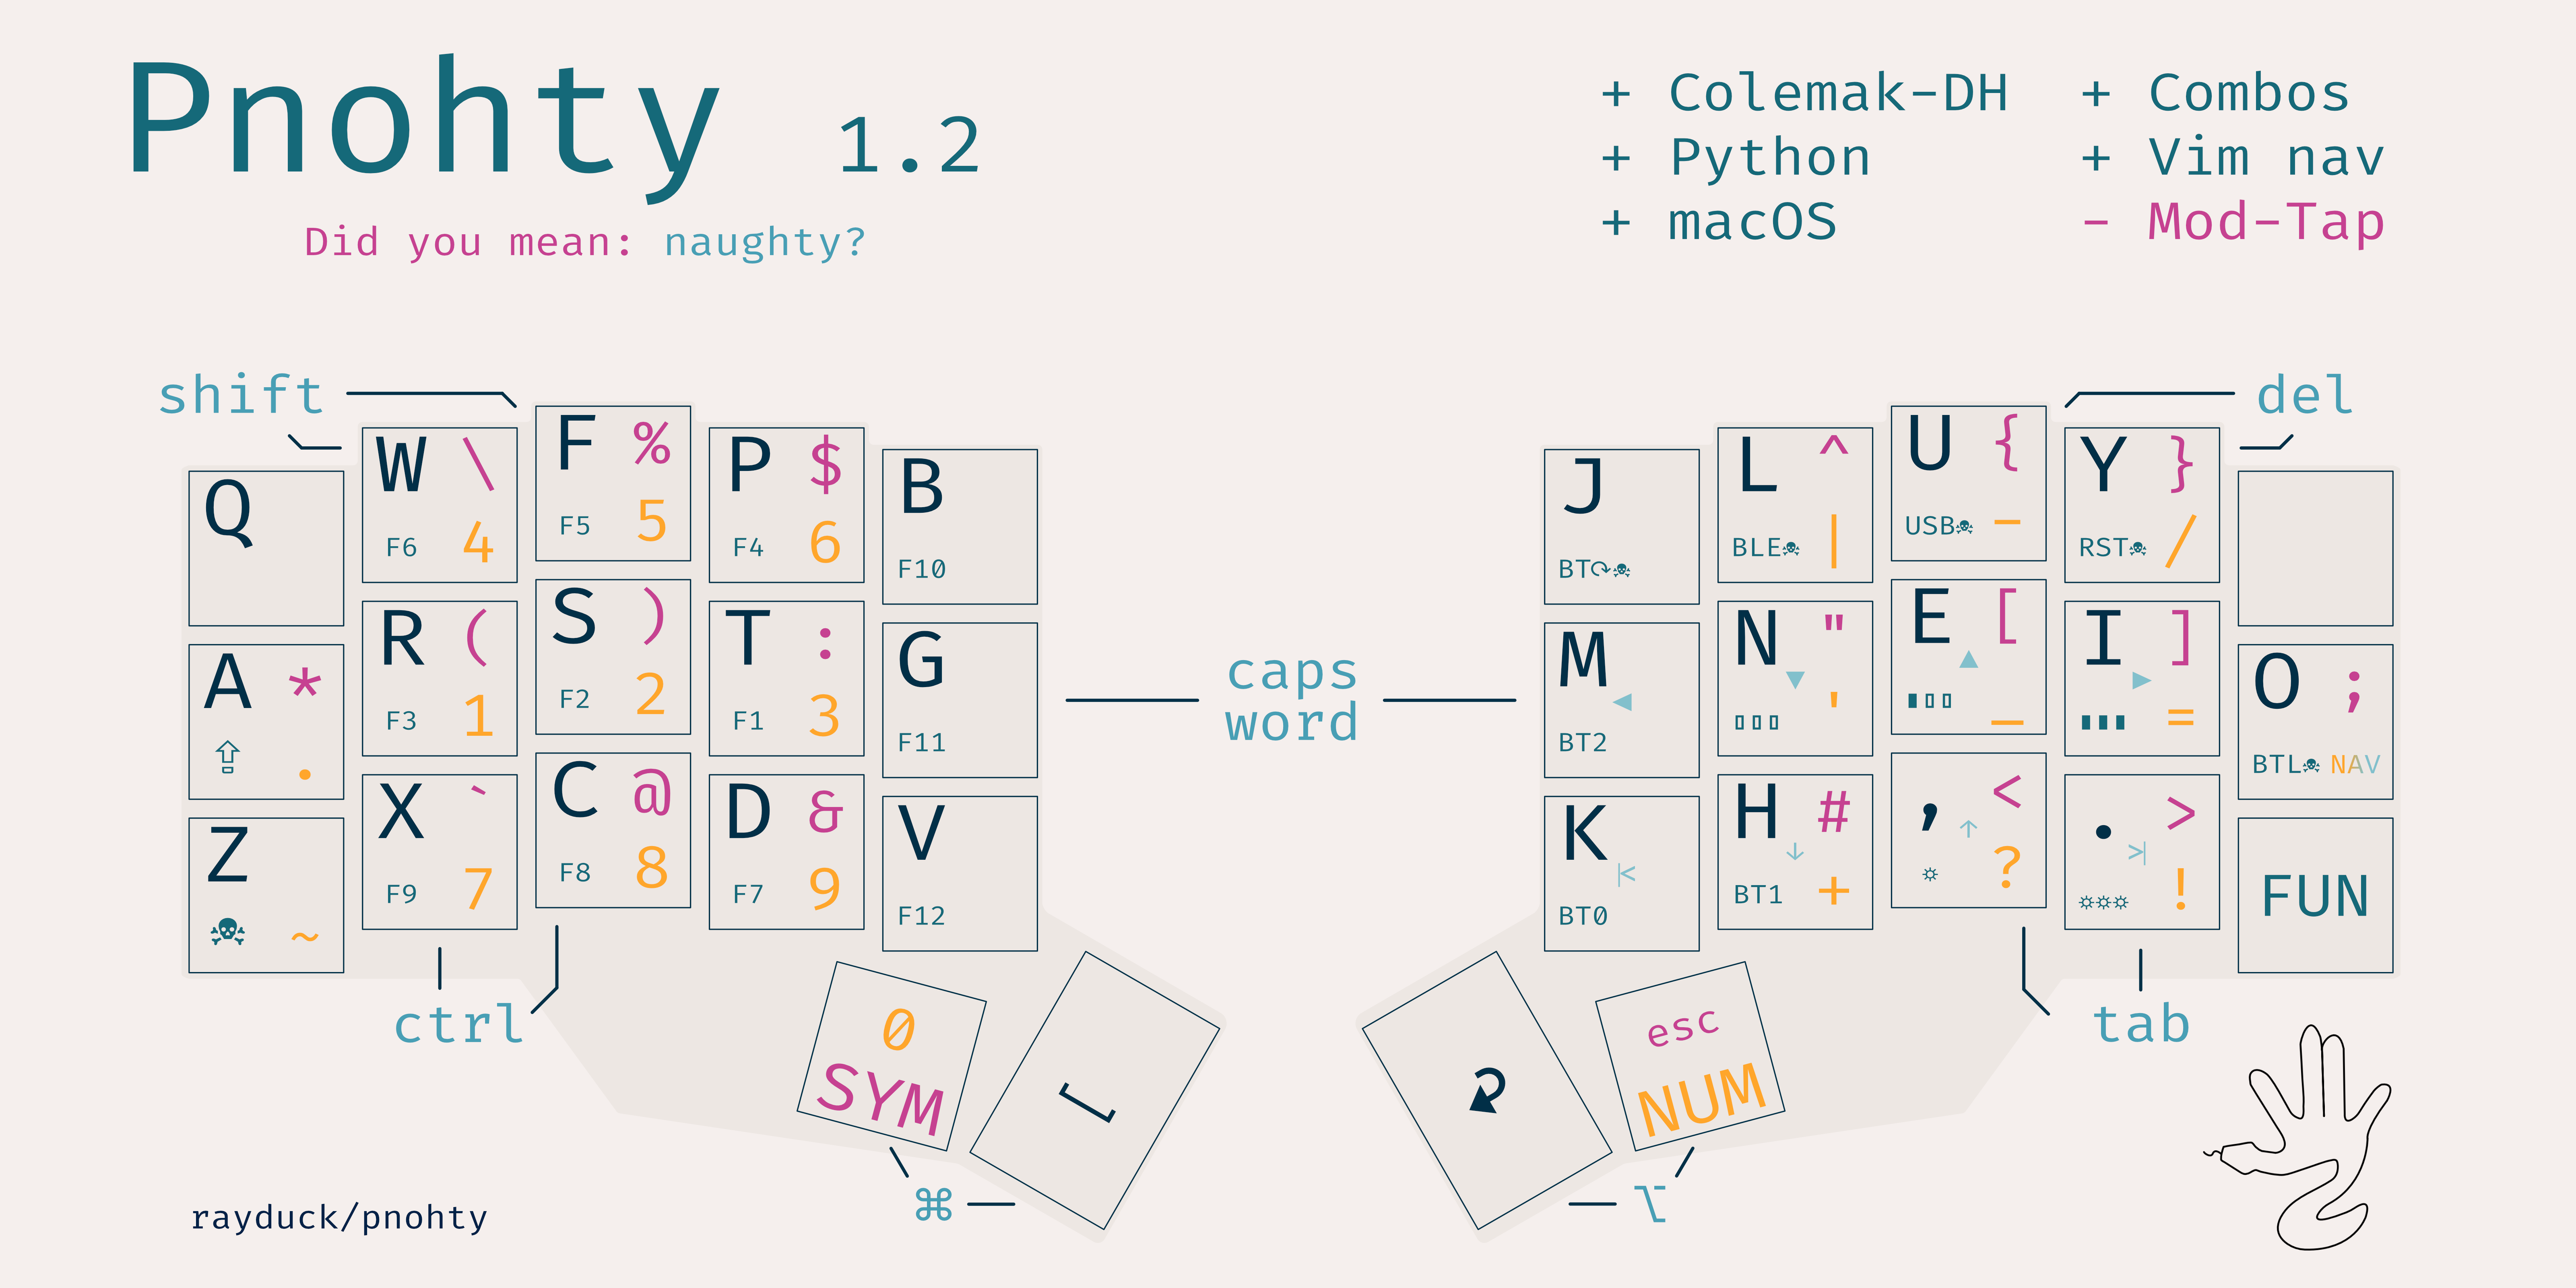 Pnohty 1.2
Did you mean: naughty?
+ Colemak-DH + Combos
+ Python + Vim nav
+ macOS - Mod-Tap
shift
del
Q
W \ F6 4
F % F5 5
P $ F4 6
B F10
J BT⟳☠
L ^ BLE☠ |
U { USB☠ -
Y } RST☠ /
A * ⇪ .
R ( F3 1
S ) F2 2
T : F1 3
G F11
caps
word
M ◀ BT2
N " ▼ ▯▯▯ '
E [ ▲ ▮▯▯ _
I ] ▶ ▮▮▮ =
O ; BTL☠ NAV
Z ☠ ~
X ` F9 7
C @ F8 8
D & F7 9
V F12
K |< BT0
H # ↓ BT1 +
, < ↑ ☼ ?
. > >| ☼☼☼ !
FUN
ctrl
tab
0
SYM
esc
NUM
⌘
⌥
rayduck/pnohty